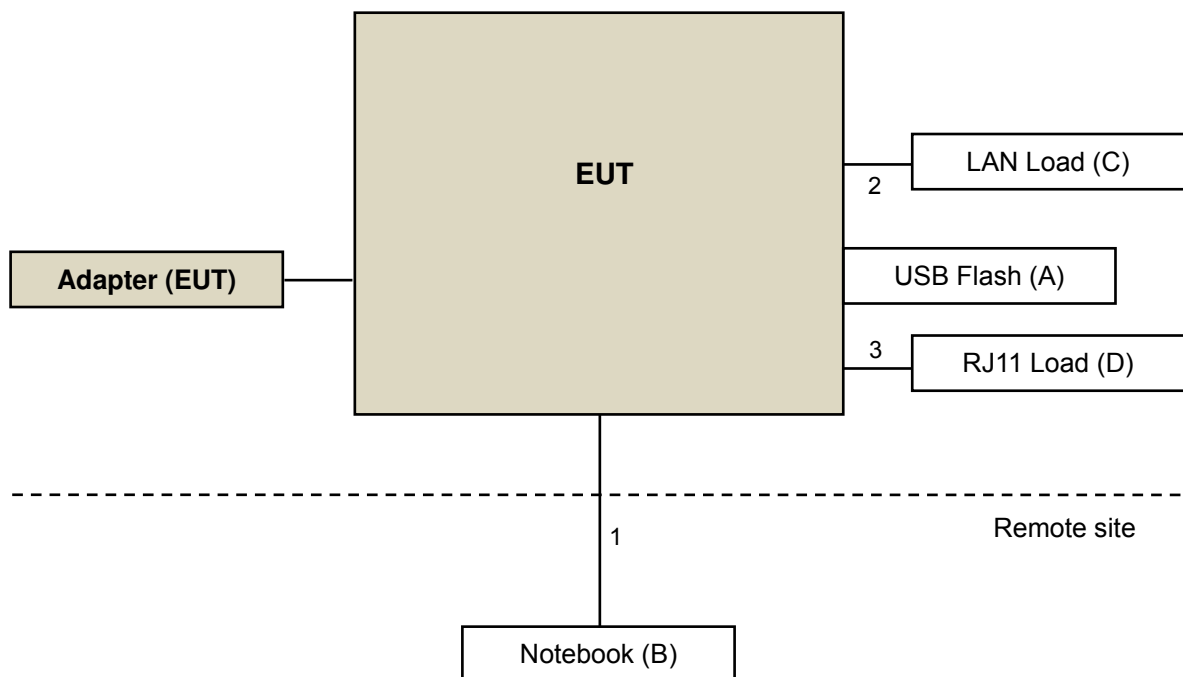 EUT
LAN Load (C)
2
USB Flash (A)
Adapter (EUT)
3
RJ11 Load (D)
Remote site
1
Notebook (B)